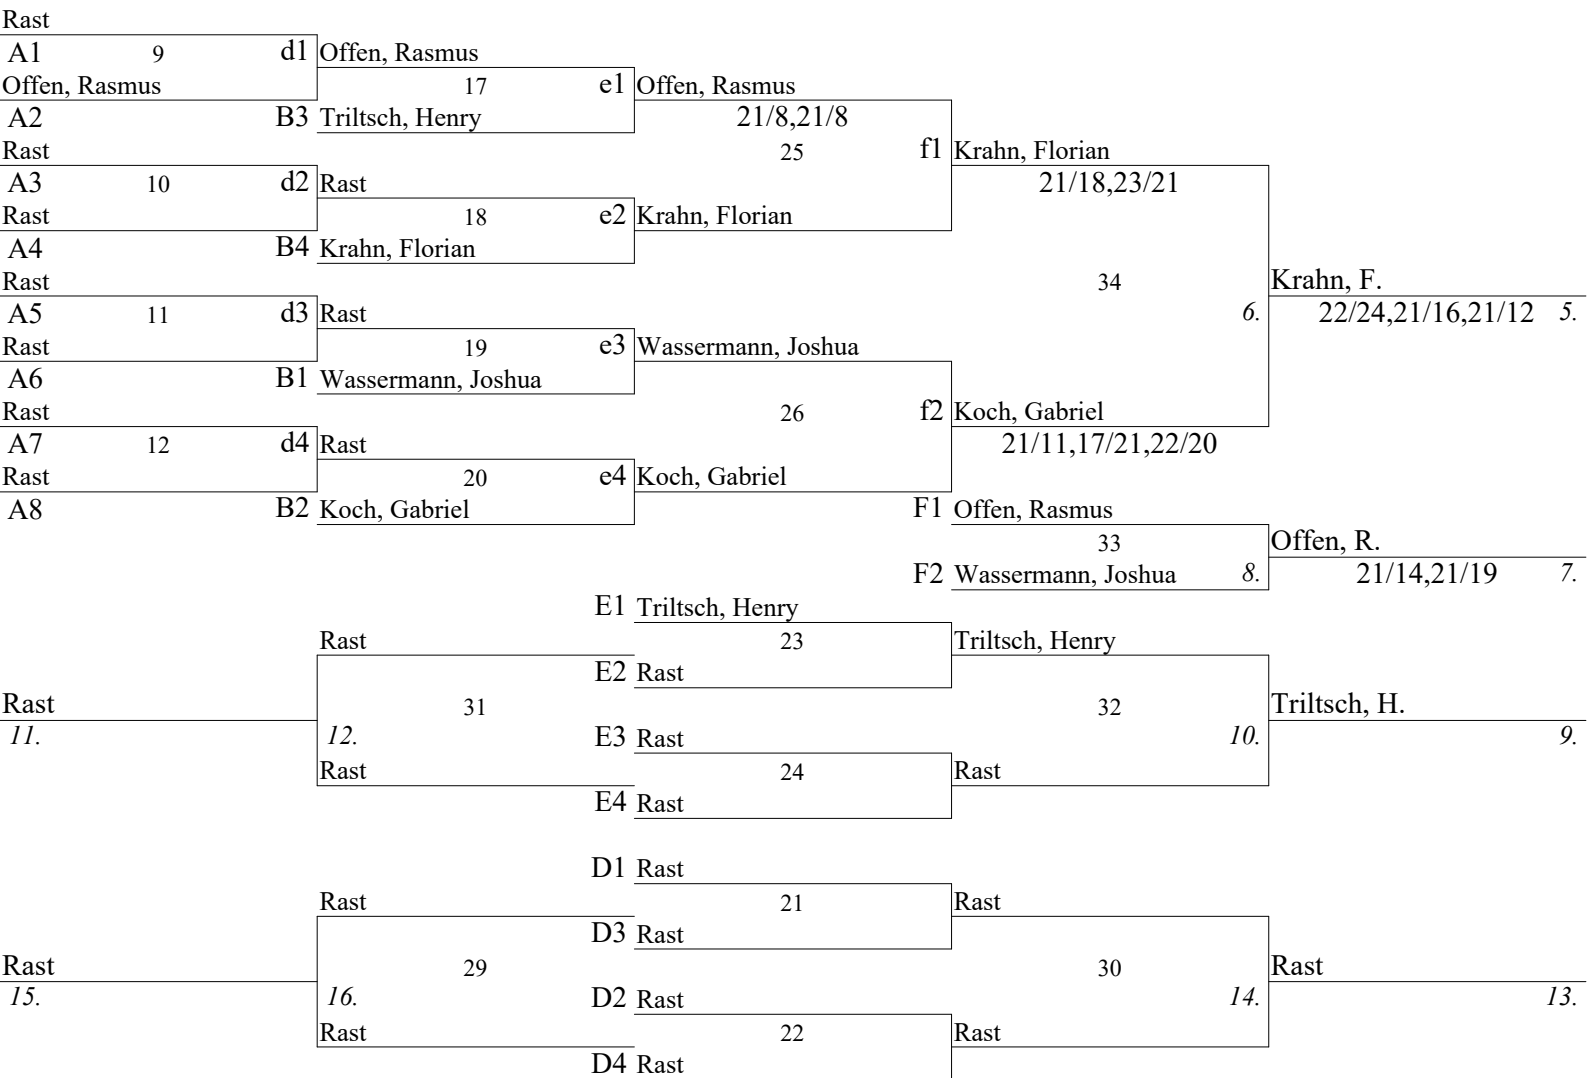 Rast
A1 9 d1 Offen, Rasmus
Offen, Rasmus 17 e1 Offen, Rasmus
A2 B3 Triltsch, Henry 21/8,21/8
Rast 25 f1 Krahn, Florian
A3 10 d2 Rast 21/18,23/21
Rast 18 e2 Krahn, Florian
A4 B4 Krahn, Florian
Rast 34 Krahn, F.
A5 11 d3 Rast 6. 22/24,21/16,21/12 5.
Rast 19 e3 Wassermann, Joshua
A6 B1 Wassermann, Joshua
Rast 26 f2 Koch, Gabriel
A7 12 d4 Rast 21/11,17/21,22/20
Rast 20 e4 Koch, Gabriel
A8 B2 Koch, Gabriel F1 Offen, Rasmus
33 Offen, R.
F2 Wassermann, Joshua 8. 21/14,21/19 7.
E1 Triltsch, Henry
Rast 23 Triltsch, Henry
E2 Rast
Rast 31 32 Triltsch, H.
11. 12. E3 Rast 10. 9.
Rast 24 Rast
E4 Rast
D1 Rast
Rast 21 Rast
D3 Rast
Rast 29 30 Rast
15. 16. D2 Rast 14. 13.
Rast 22 Rast
D4 Rast